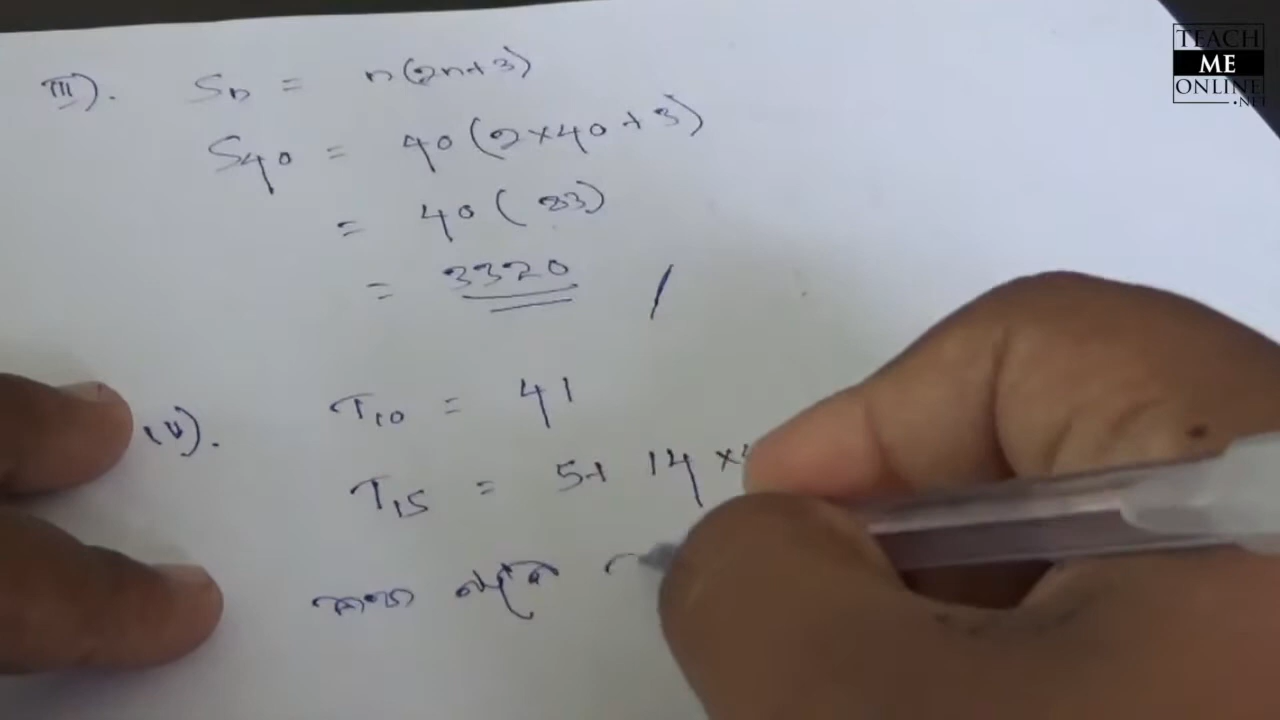 TEACH
ME
ONLINE
.NET
III). Sn = n(2n+3)
S40 = 40(2×40+3)
= 40(83)
= 3320 /
IV). T10 = 41
T15 = 5+ 14×4